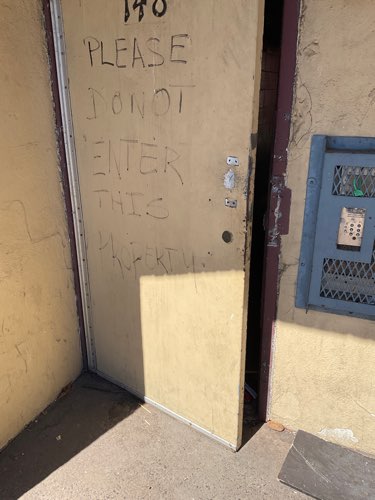 140
PLEASE
DO NOT
ENTER
THIS
PROPERTY.